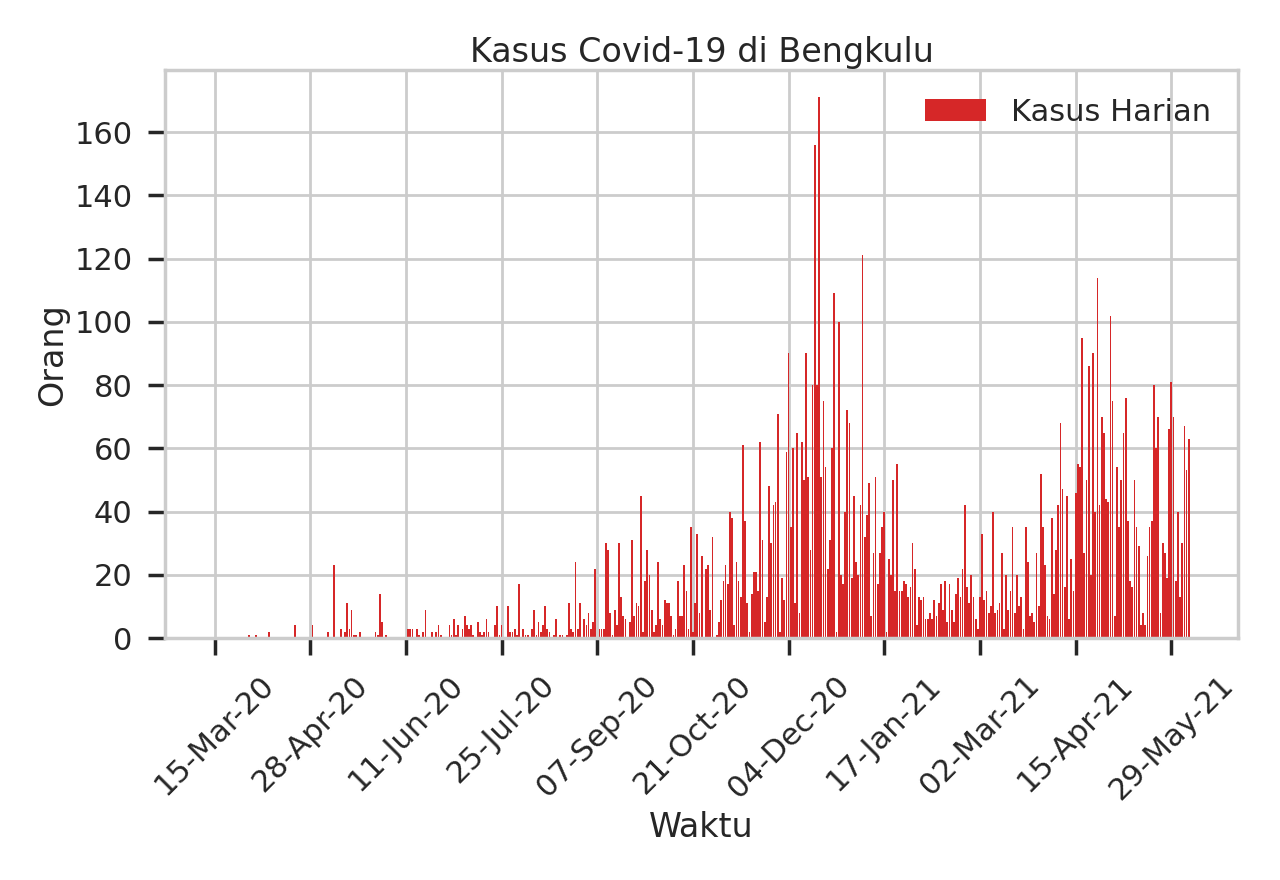 Kasus Covid-19 di Bengkulu
Kasus Harian
160
140
120
100
80
60
40
20
0
Orang
15-Mar-20
28-Apr-20
11-Jun-20
25-Jul-20
07-Sep-20
21-Oct-20
04-Dec-20
17-Jan-21
02-Mar-21
15-Apr-21
29-May-21
Waktu